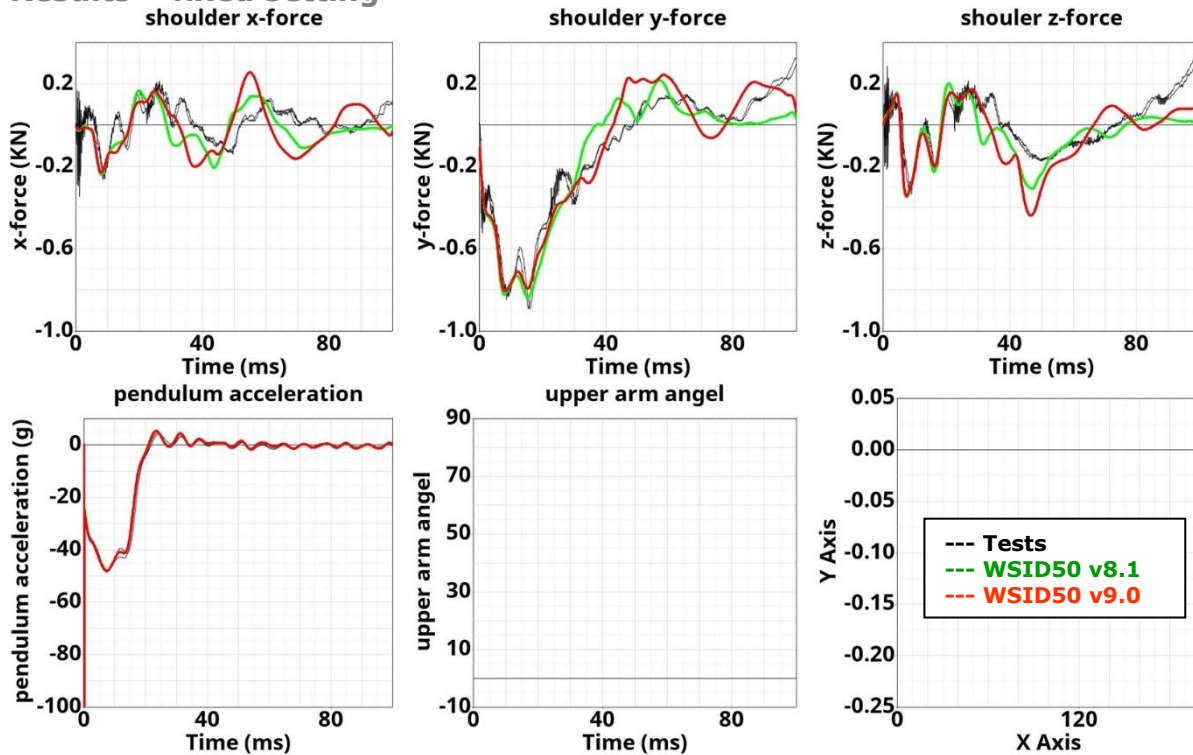 shoulder x-force
shoulder y-force
shouler z-force
x-force (KN)
0.2
-0.2
-0.6
-1.0
0
40
80
Time (ms)
y-force (KN)
0.2
-0.2
-0.6
-1.0
0
40
80
Time (ms)
z-force (KN)
0.2
-0.2
-0.6
-1.0
0
40
80
Time (ms)
pendulum acceleration
upper arm angel
pendulum acceleration (g)
0
-20
-40
-60
-80
-100
0
40
80
Time (ms)
upper arm angel
90
70
50
30
10
-10
0
40
80
Time (ms)
Y Axis
0.05
0.00
-0.05
-0.10
-0.15
-0.20
-0.25
0
120
X Axis
--- Tests
--- WSID50 v8.1
--- WSID50 v9.0